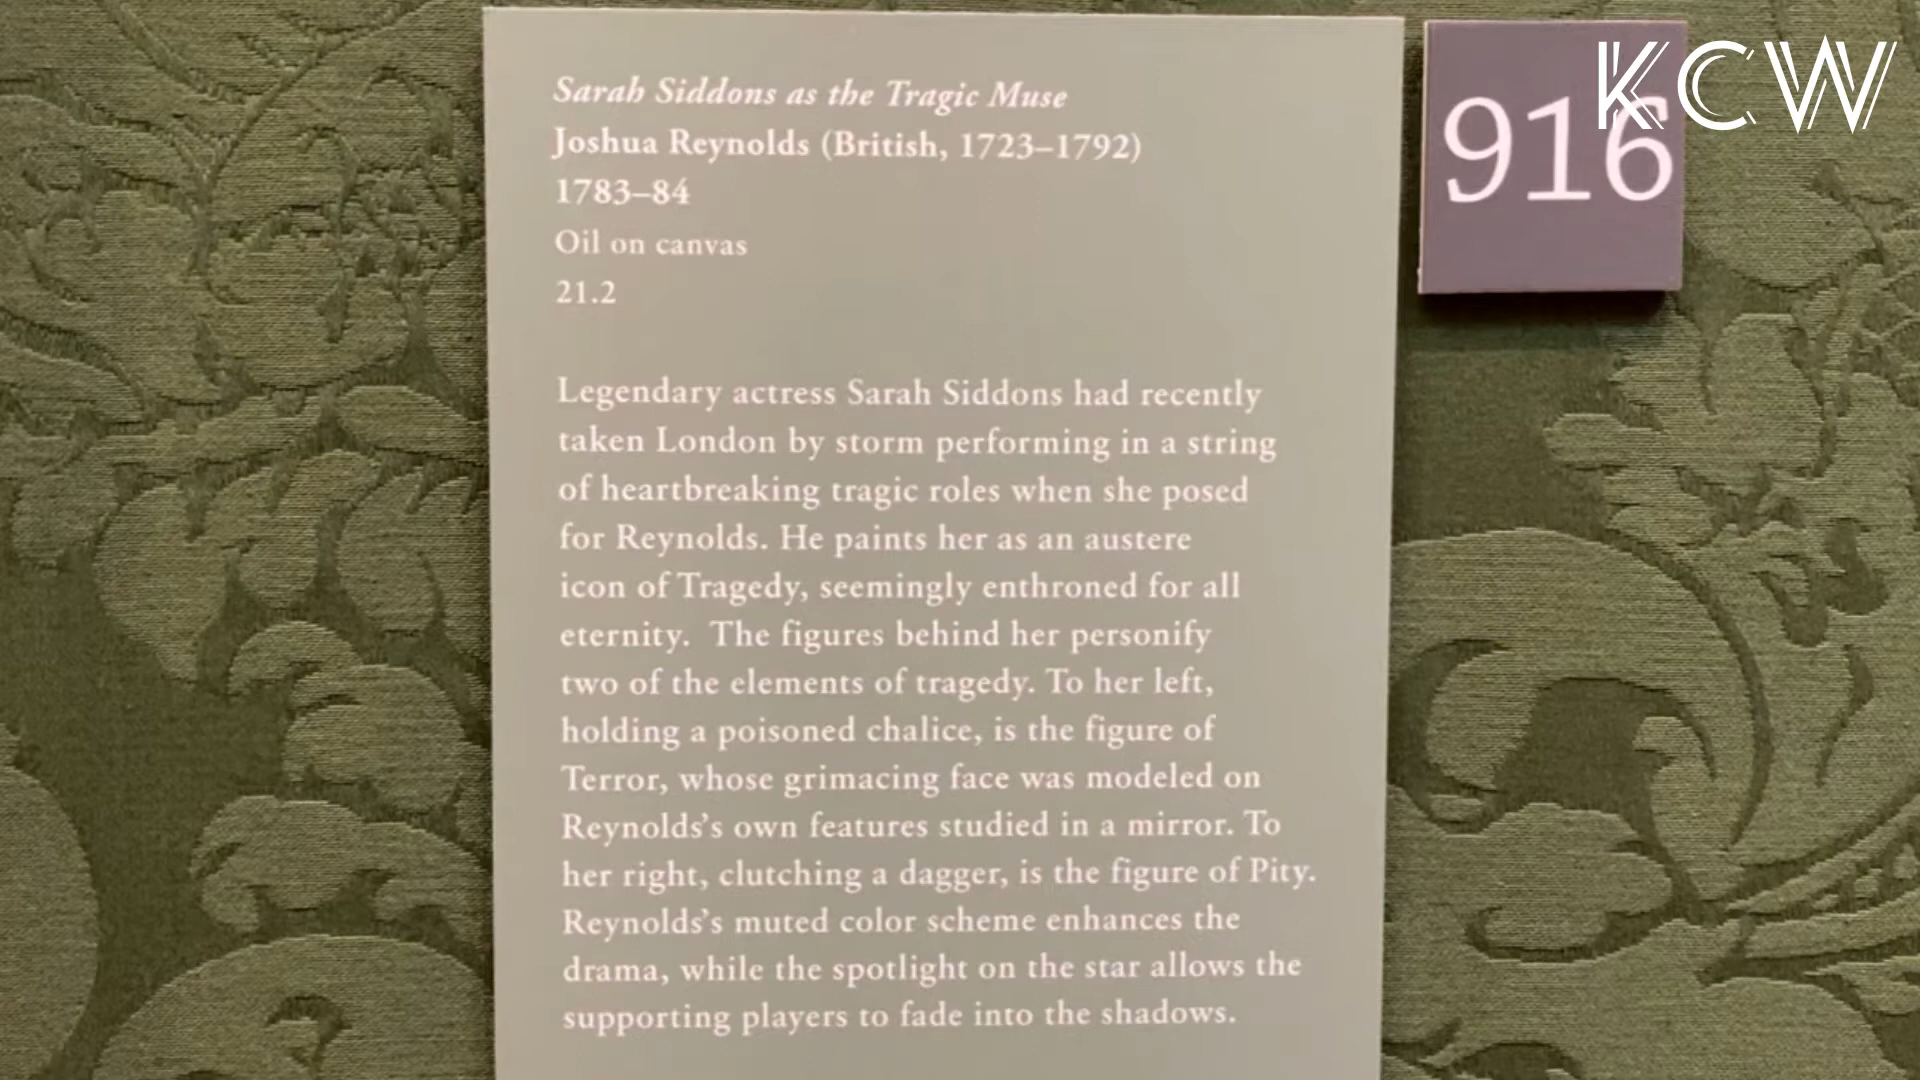 Sarah Siddons as the Tragic Muse
Joshua Reynolds (British, 1723–1792)
1783–84
Oil on canvas
21.2
Legendary actress Sarah Siddons had recently
taken London by storm performing in a string
of heartbreaking tragic roles when she posed
for Reynolds. He paints her as an austere
icon of Tragedy, seemingly enthroned for all
eternity.  The figures behind her personify
two of the elements of tragedy. To her left,
holding a poisoned chalice, is the figure of
Terror, whose grimacing face was modeled on
Reynolds’s own features studied in a mirror. To
her right, clutching a dagger, is the figure of Pity.
Reynolds’s muted color scheme enhances the
drama, while the spotlight on the star allows the
supporting players to fade into the shadows.
916
KCW